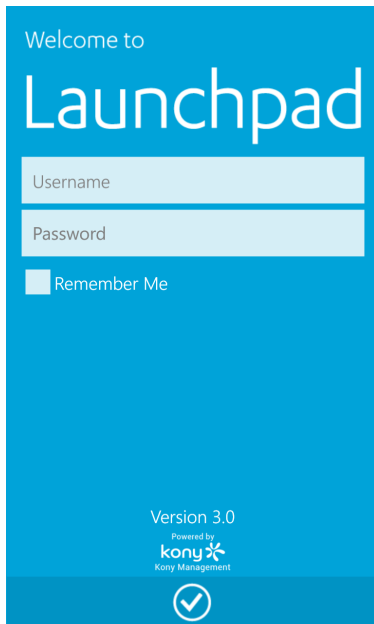 Welcome to
Launchpad
Username
Password
Remember Me
Version 3.0
Powered by
kony
Kony Management